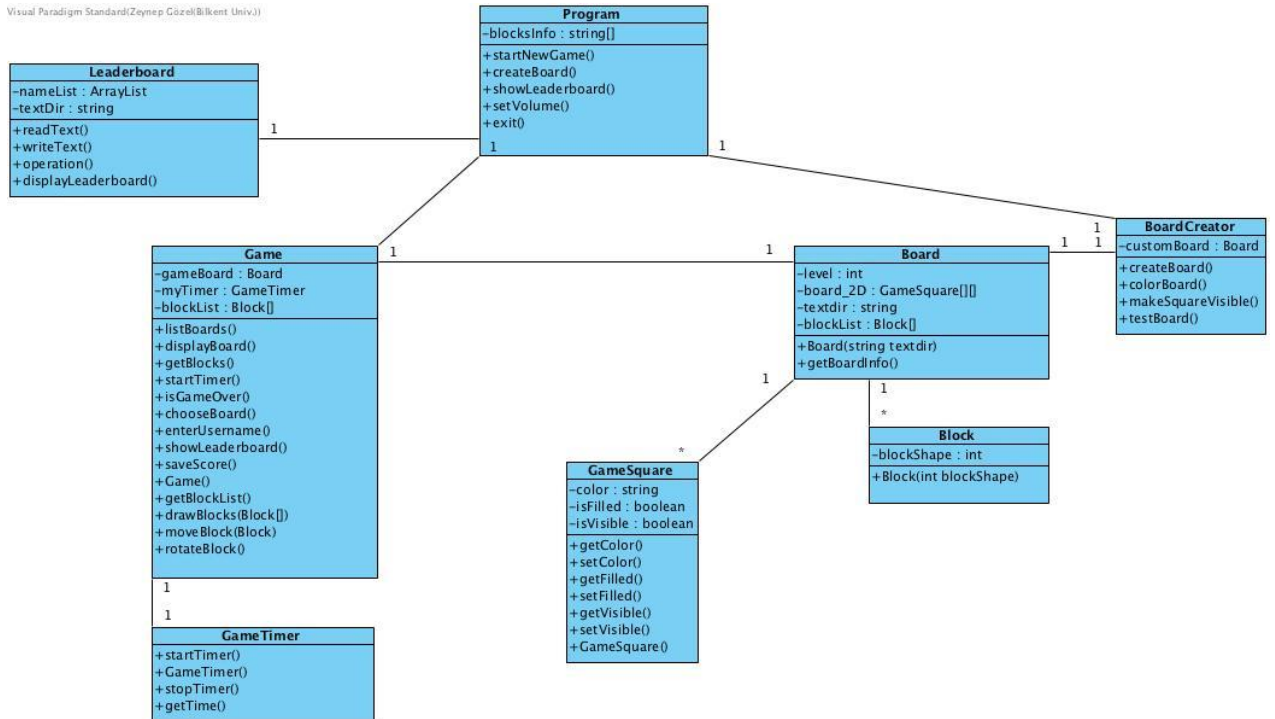 Visual Paradigm Standard(Zeynep Gözel(Bilkent Univ.))
Program
-blocksInfo : string[]
+startNewGame()
+createBoard()
+showLeaderboard()
+setVolume()
+exit()
1
1
Leaderboard
-nameList : ArrayList
-textDir : string
+readText()
+writeText()
+operation()
+displayLeaderboard()
1
Game
-gameBoard : Board
-myTimer : GameTimer
-blockList : Block[]
+listBoards()
+displayBoard()
+getBlocks()
+startTimer()
+isGameOver()
+chooseBoard()
+enterUsername()
+showLeaderboard()
+saveScore()
+Game()
+getBlockList()
+drawBlocks(Block[])
+moveBlock(Block)
+rotateBlock()
1
1
Board
-level : int
-board_2D : GameSquare[][]
-textdir : string
-blockList : Block[]
+Board(string textdir)
+getBoardInfo()
1
1
1
BoardCreator
-customBoard : Board
+createBoard()
+colorBoard()
+makeSquareVisible()
+testBoard()
1
*
1
*
Block
-blockShape : int
+Block(int blockShape)
GameSquare
-color : string
-isFilled : boolean
-isVisible : boolean
+getColor()
+setColor()
+getFilled()
+setFilled()
+getVisible()
+setVisible()
+GameSquare()
1
1
GameTimer
+startTimer()
+GameTimer()
+stopTimer()
+getTime()